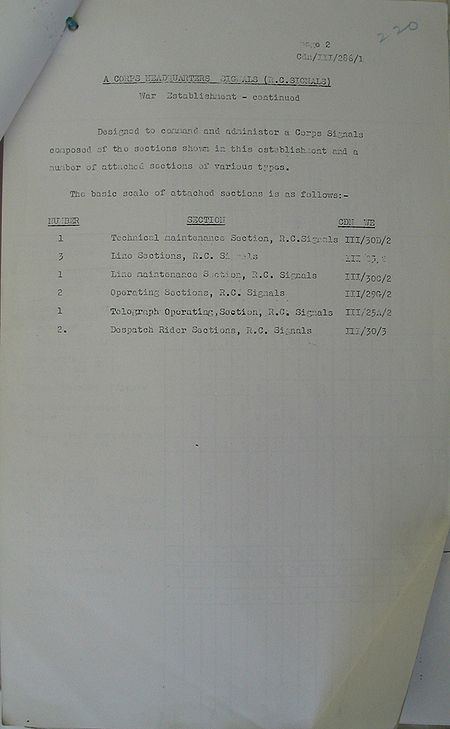 220
page 2
Cdn/III/286/1
A CORPS HEADQUARTERS SIGNALS (R.C.SIGNALS)
War Establishment - continued
Designed to command and administer a Corps Signals
composed of the sections shown in this establishment and a
number of attached sections of various types.
The basic scale of attached sections is as follows:-
NUMBER SECTION CDN WE
1 Technical maintenance Section, R.C.Signals III/30D/2
3 Line Sections, R.C. Signals III
1 Line maintenance Section, R.C. Signals III/30C/2
2 Operating Sections, R.C. Signals III/29G/2
1 Telegraph Operating,Section, R.C. Signals III/25A/2
2. Despatch Rider Sections, R.C. Signals III/30/3